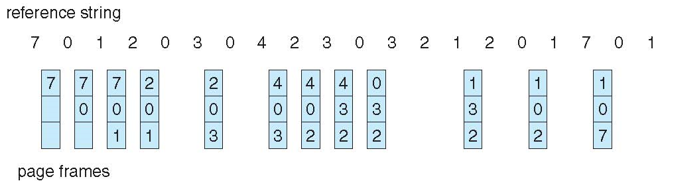 reference string
7 0 1 2 0 3 0 4 2 3 0 3 2 1 2 0 1 7 0 1
7 7 7 2 2 4 4 4 0 1 1 1
0 0 0 0 0 0 3 3 3 0 0
1 1 3 3 2 2 2 2 2 7
page frames